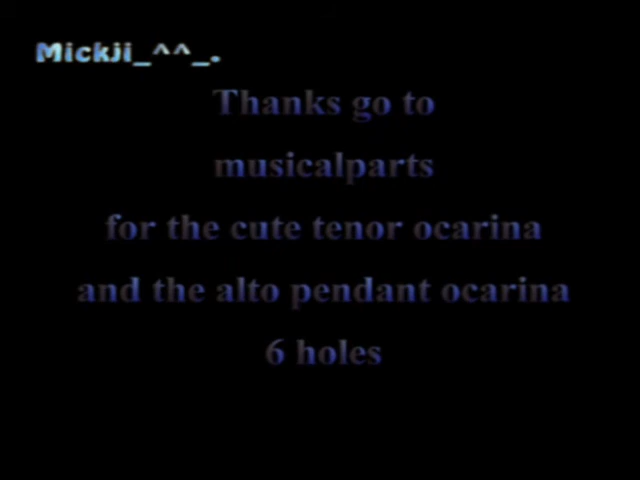 Mickji_^^_.
Thanks go to
musicalparts
for the cute tenor ocarina
and the alto pendant ocarina
6 holes